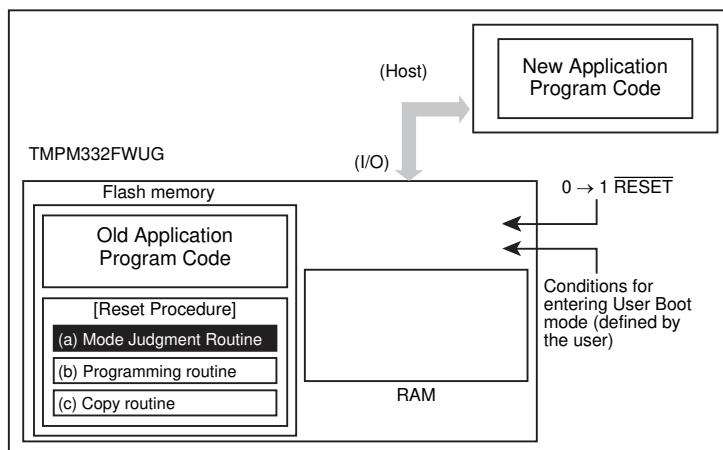 New Application
Program Code
(Host)
TMPM332FWUG
(I/O)
Flash memory
0 → 1 RESET
Old Application
Program Code
[Reset Procedure]
(a) Mode Judgment Routine
(b) Programming routine
(c) Copy routine
RAM
Conditions for
entering User Boot
mode (defined by
the user)